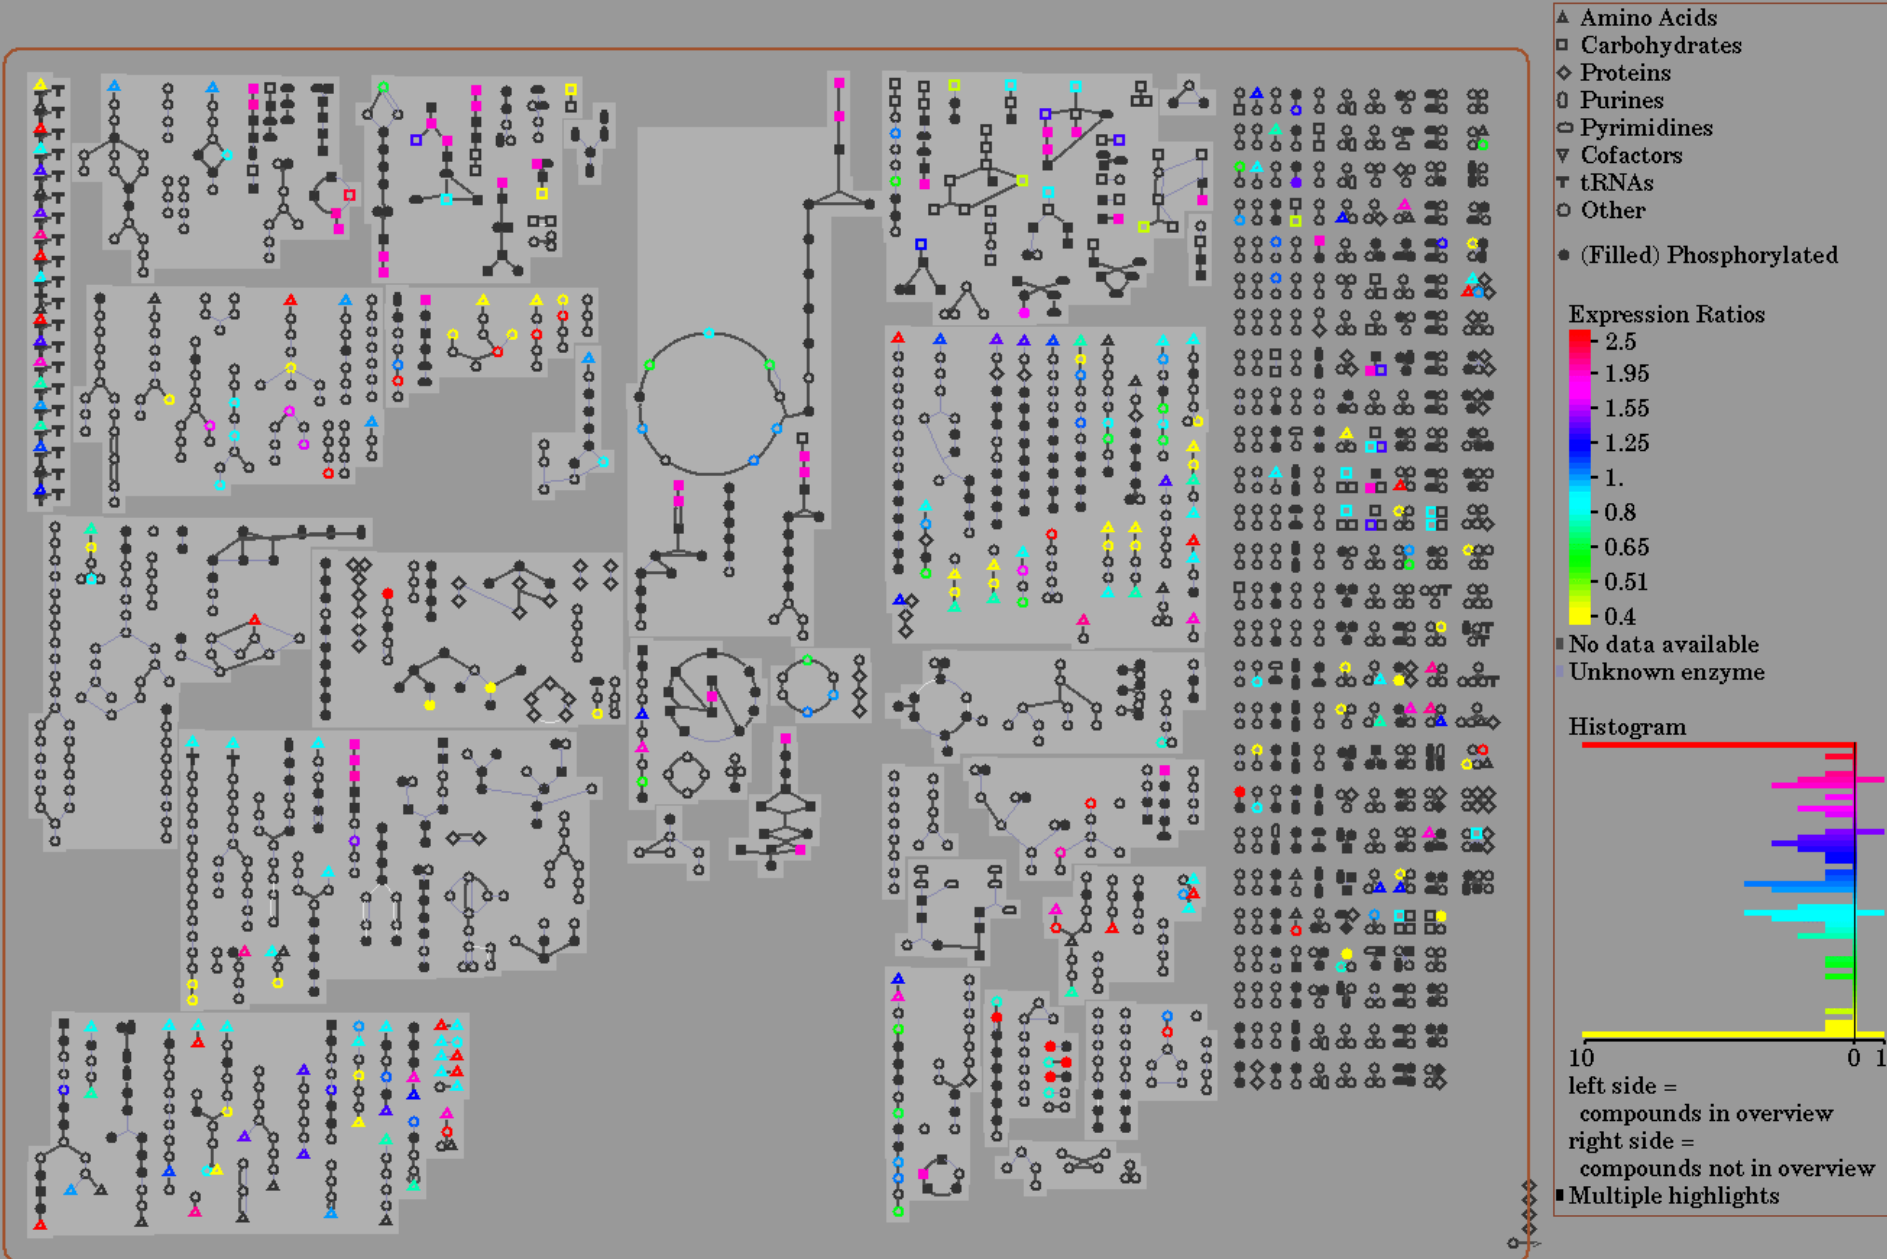 Amino Acids
Carbohydrates
Proteins
Purines
Pyrimidines
Cofactors
tRNAs
Other
(Filled) Phosphorylated
Expression Ratios
2.5
1.95
1.55
1.25
1.
0.8
0.65
0.51
0.4
No data available
Unknown enzyme
Histogram
10 0 1
left side =
compounds in overview
right side =
compounds not in overview
Multiple highlights